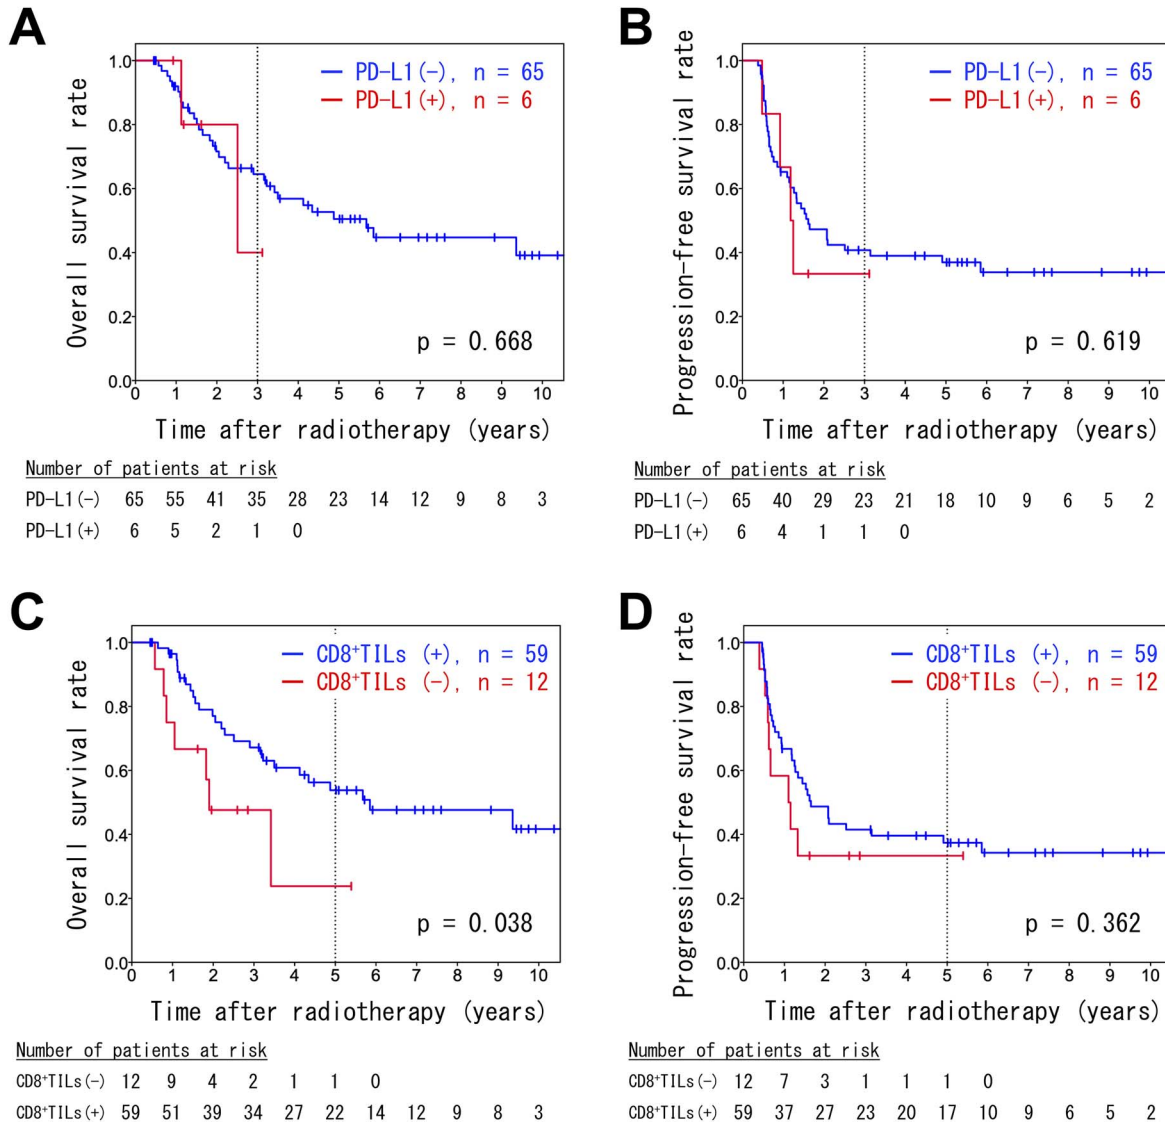 A
Overall survival rate
1.0
0.8
0.6
0.4
0.2
0.0
PD-L1(-), n = 65
PD-L1(+), n = 6
p = 0.668
0 1 2 3 4 5 6 7 8 9 10
Time after radiotherapy (years)
Number of patients at risk
PD-L1(-) 65 55 41 35 28 23 14 12 9 8 3
PD-L1(+) 6 5 2 1 0
B
Progression-free survival rate
1.0
0.8
0.6
0.4
0.2
0.0
PD-L1(-), n = 65
PD-L1(+), n = 6
p = 0.619
0 1 2 3 4 5 6 7 8 9 10
Time after radiotherapy (years)
Number of patients at risk
PD-L1(-) 65 40 29 23 21 18 10 9 6 5 2
PD-L1(+) 6 4 1 1 0
C
Overall survival rate
1.0
0.8
0.6
0.4
0.2
0.0
CD8⁺TILs (+), n = 59
CD8⁺TILs (-), n = 12
p = 0.038
0 1 2 3 4 5 6 7 8 9 10
Time after radiotherapy (years)
Number of patients at risk
CD8⁺TILs(-) 12 9 4 2 1 1 0
CD8⁺TILs(+) 59 51 39 34 27 22 14 12 9 8 3
D
Progression-free survival rate
1.0
0.8
0.6
0.4
0.2
0.0
CD8⁺TILs (+), n = 59
CD8⁺TILs (-), n = 12
p = 0.362
0 1 2 3 4 5 6 7 8 9 10
Time after radiotherapy (years)
Number of patients at risk
CD8⁺TILs(-) 12 7 3 1 1 1 0
CD8⁺TILs(+) 59 37 27 23 20 17 10 9 6 5 2